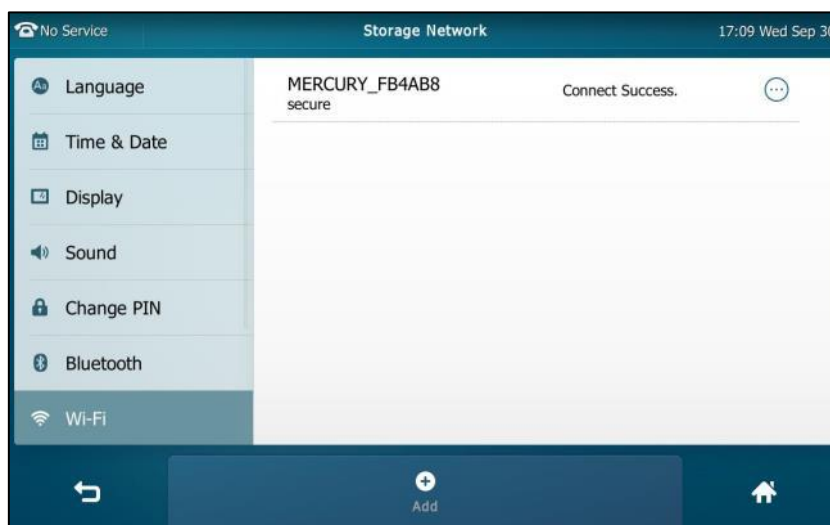 No Service
Storage Network
17:09 Wed Sep 30
Language
Time & Date
Display
Sound
Change PIN
Bluetooth
Wi-Fi
MERCURY_FB4AB8
secure
Connect Success.
Add